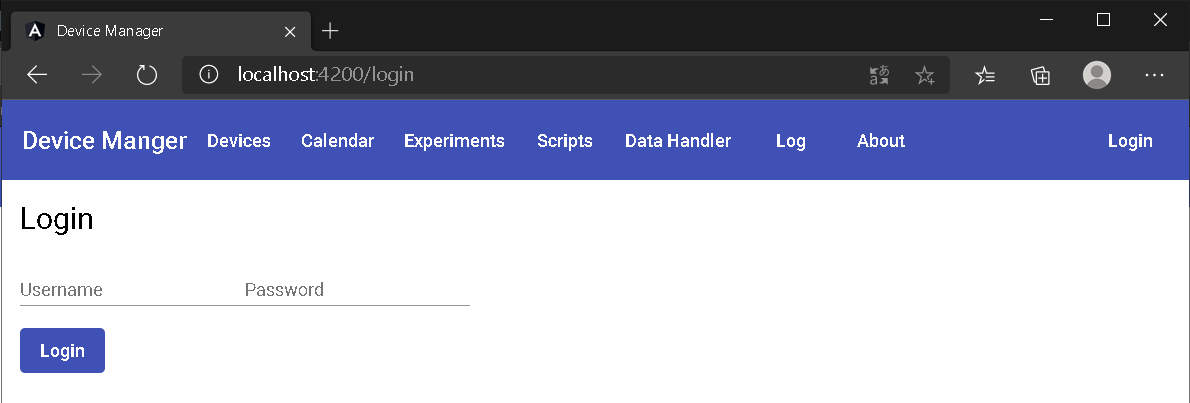 Device Manager
localhost:4200/login
Device Manger Devices Calendar Experiments Scripts Data Handler Log About Login
Login
Username Password
Login